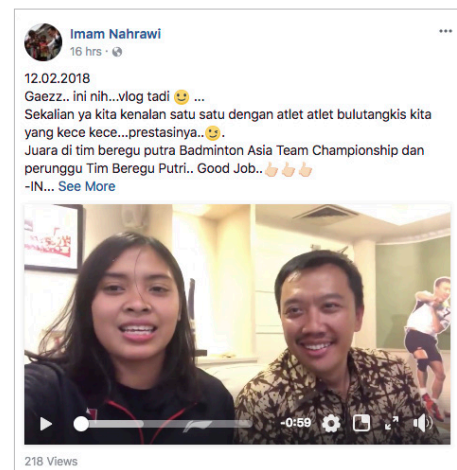 Imam Nahrawi
16 hrs ·
12.02.2018
Gaezz.. ini nih...vlog tadi 😉 ...
Sekalian ya kita kenalan satu satu dengan atlet atlet bulutangkis kita
yang kece kece...prestasinya..😉.
Juara di tim beregu putra Badminton Asia Team Championship dan
perunggu Tim Beregu Putri.. Good Job..👆🏻👆🏻👆🏻
-IN... See More
-0:59
218 Views